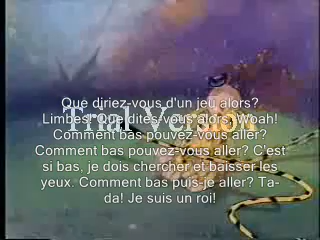 Que diriez-vous d'un jeu alors?
Limbes! Que dites-vous alors, Woah!
Comment bas pouvez-vous aller?
Comment bas pouvez-vous aller? C'est
si bas, je dois chercher et baisser les
yeux. Comment bas puis-je aller? Ta-
da! Je suis un roi!
Trial Version